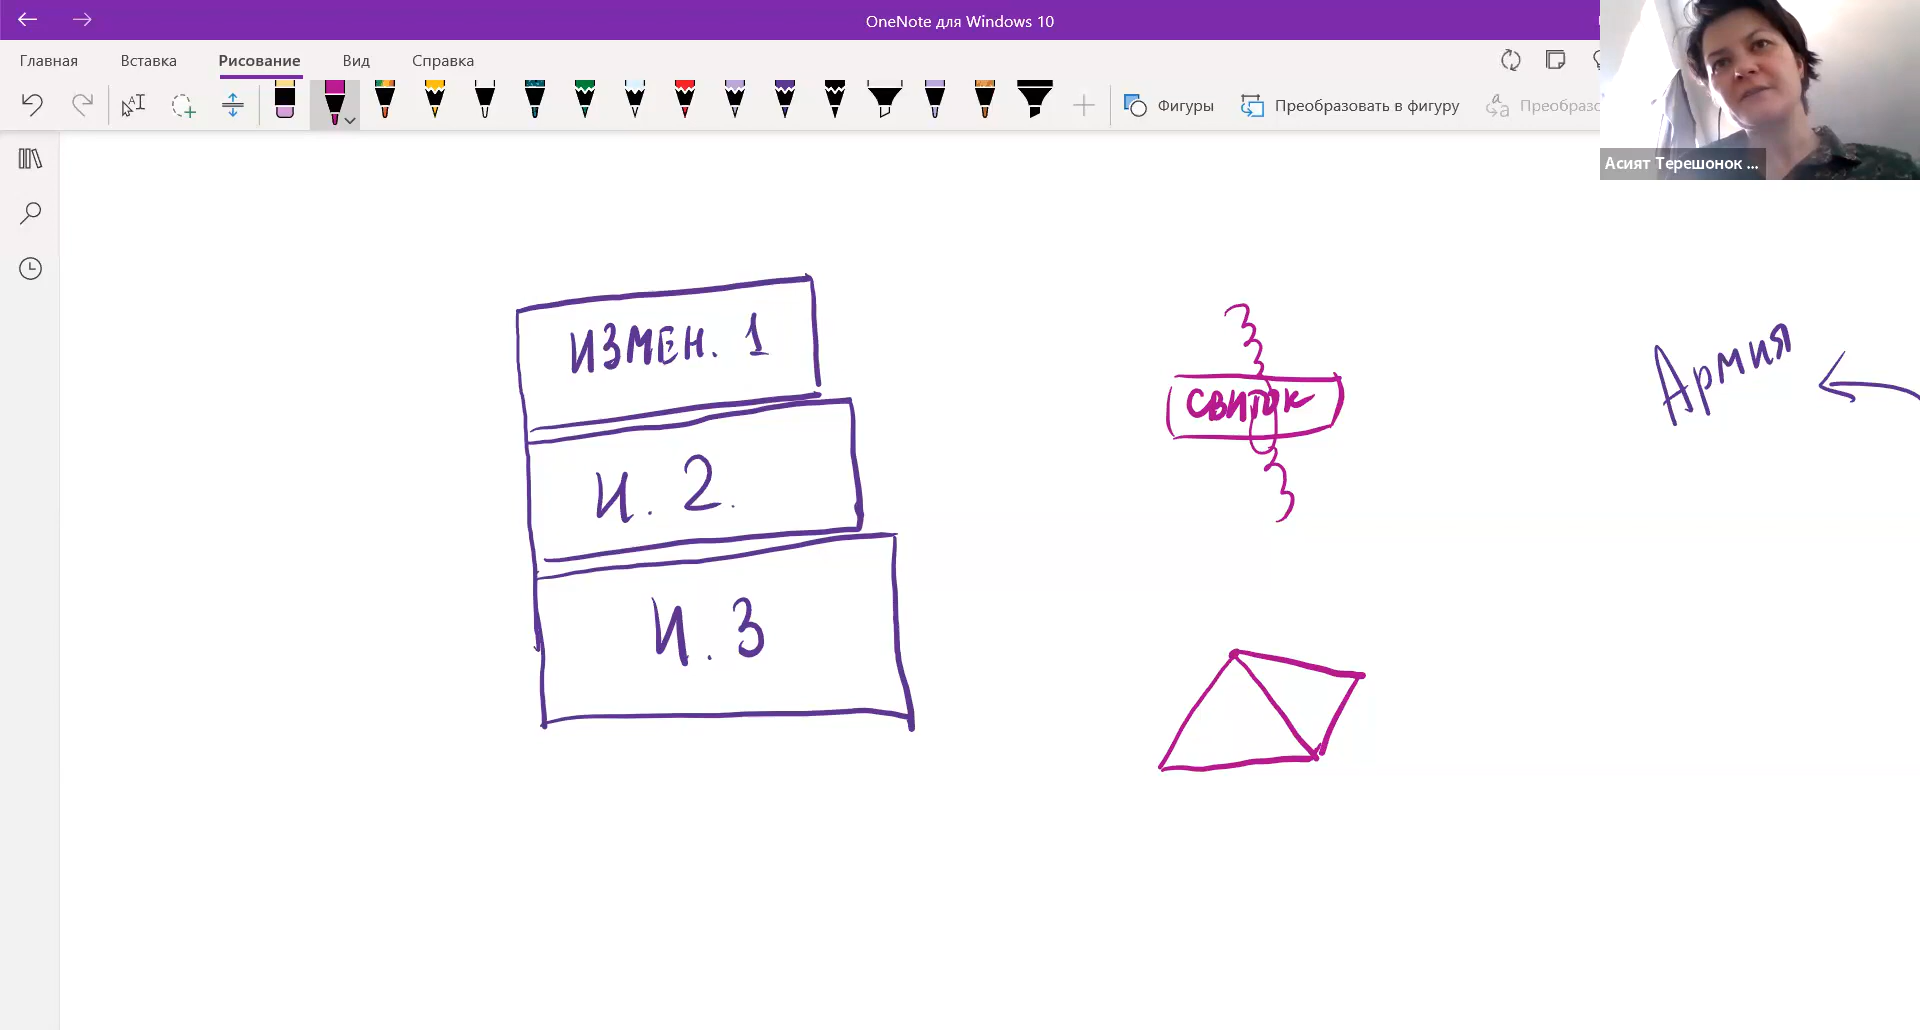 OneNote для Windows 10
Главная
Вставка
Рисование
Вид
Справка
Фигуры
Преобразовать в фигуру
Преобразо
Асият Терешонок ...
ИЗМЕН. 1
И. 2.
И. 3
СВИТОК
Армия